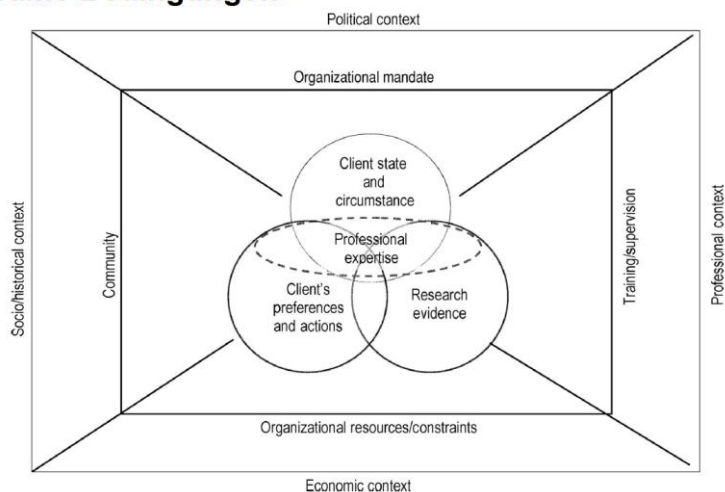 Political context
Organizational mandate
Client state
and
circumstance
Professional
expertise
Client's
preferences
and actions
Research
evidence
Socio/historical context
Community
Training/supervision
Professional context
Organizational resources/constraints
Economic context